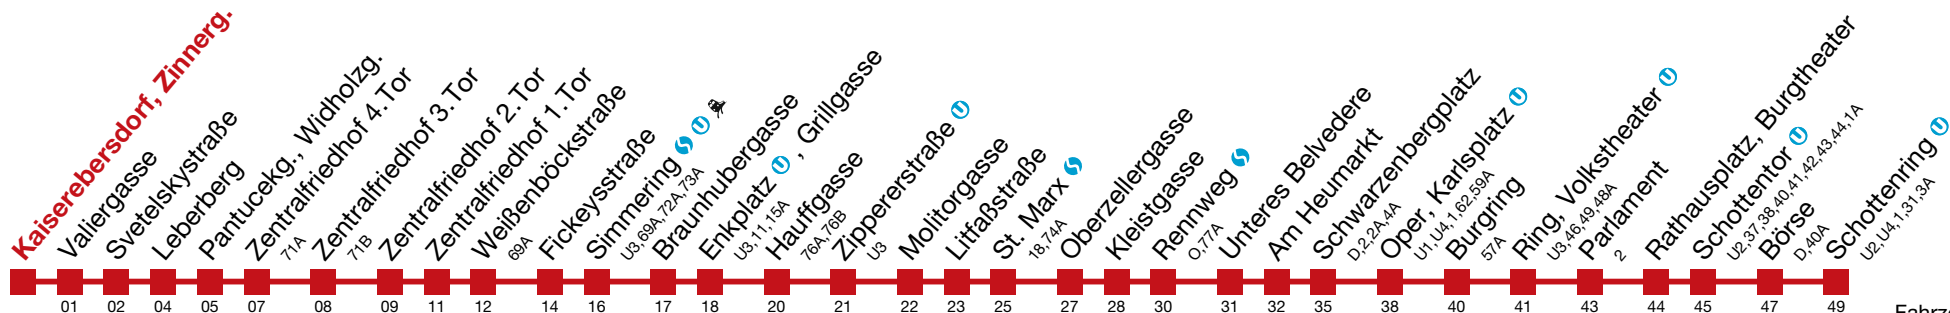 Kaiserebersdorf, Zinnerg.
Valiergasse
Svetelskystraße
Leberberg
Pantucekg., Widholzg.
Zentralfriedhof 4.Tor
71A
Zentralfriedhof 3.Tor
71B
Zentralfriedhof 2.Tor
Zentralfriedhof 1.Tor
Weißenböckstraße
69A
Fickeysstraße
Simmering S U
U3,69A,72A,73A
Braunhubergasse
Enkplatz U , Grillgasse
U3,11,15A
Hauffgasse
76A,76B
Zippererstraße U
U3
Molitorgasse
Litfaßstraße
St. Marx S
18,74A
Oberzellergasse
Kleistgasse
Rennweg S
O,77A
Unteres Belvedere
Am Heumarkt
Schwarzenbergplatz
D,2,2A,4A
Oper, Karlsplatz U
U1,U4,1,62,59A
Burgring
57A
Ring, Volkstheater U
U3,46,49,48A
Parlament
2
Rathausplatz, Burgtheater
Schottentor U
U2,37,38,40,41,42,43,44,1A
Börse
D,40A
Schottenring U
U2,U4,1,31,3A
01 02 04 05 07 08 09 11 12 14 16 17 18 20 21 22 23 25 27 28 30 31 32 35 38 40 41 43 44 45 47 49